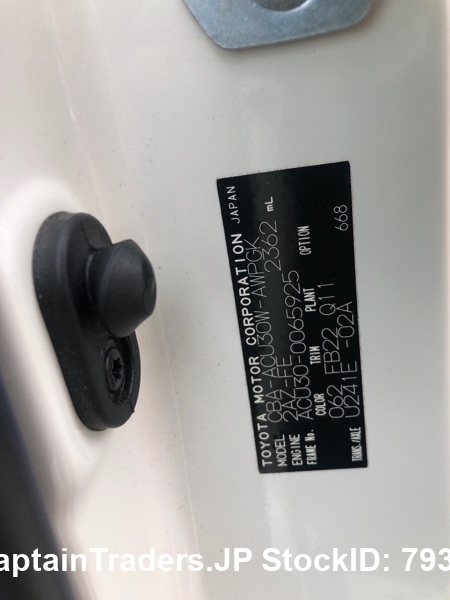 TOYOTA MOTOR CORPORATION JAPAN
MODEL CBA-ACU30W-AWPGK
ENGINE 2AZ-FE 2362 mL
FRAME No. ACU30-0065925
COLOR TRIM PLANT OPTION
062 FB22 Q11 668
TRANS./AXLE U241E -02A
aptainTraders.JP StockID: 793